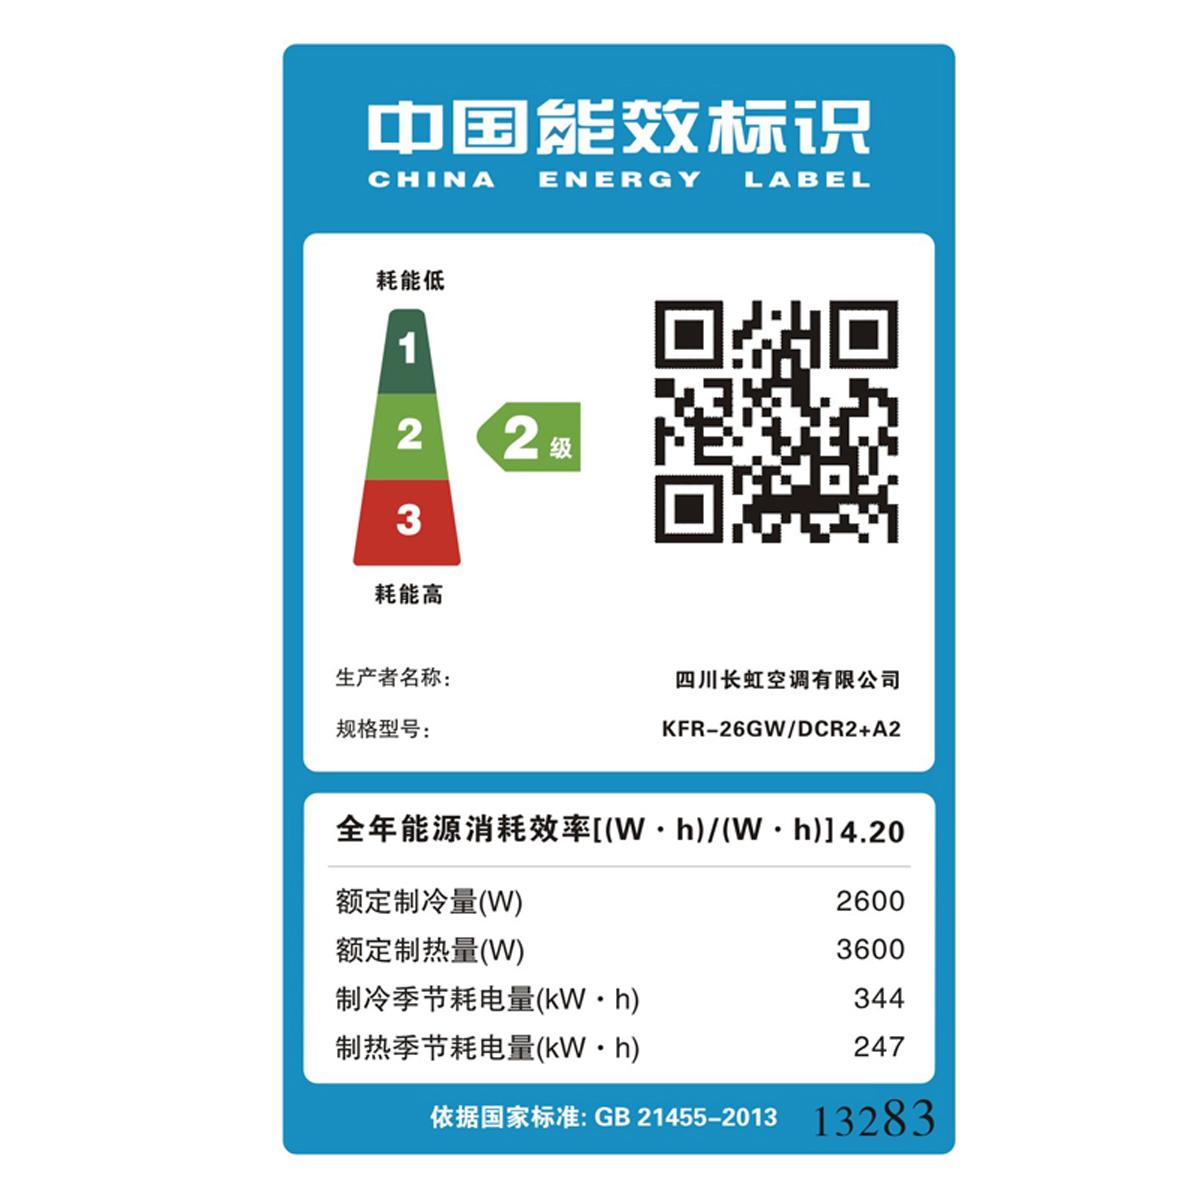 中国能效标识
CHINA ENERGY LABEL
耗能低
1
2
2级
3
耗能高
生产者名称: 四川长虹空调有限公司
规格型号: KFR-26GW/DCR2+A2
全年能源消耗效率[(W·h)/(W·h)] 4.20
额定制冷量(W) 2600
额定制热量(W) 3600
制冷季节耗电量(kW·h) 344
制热季节耗电量(kW·h) 247
依据国家标准: GB 21455-2013 13283